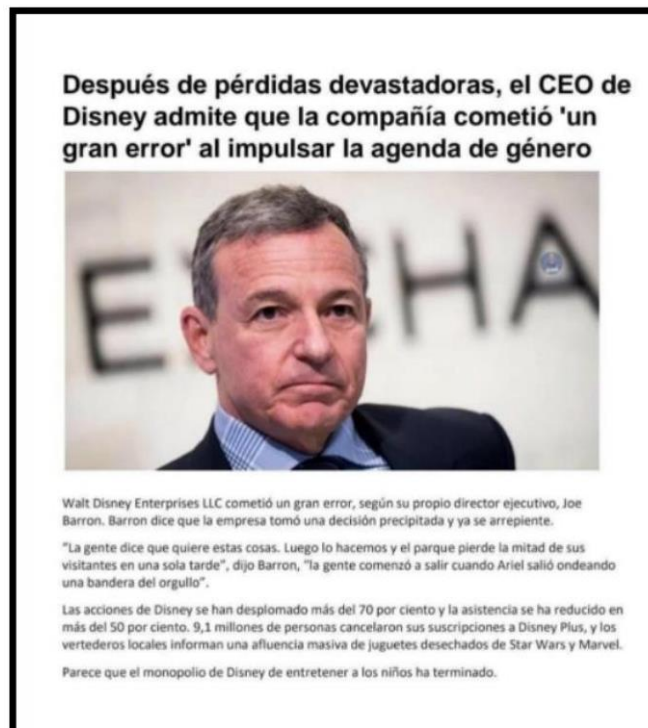 Después de pérdidas devastadoras, el CEO de
Disney admite que la compañía cometió 'un
gran error' al impulsar la agenda de género
EXCHA
Walt Disney Enterprises LLC cometió un gran error, según su propio director ejecutivo, Joe
Barron. Barron dice que la empresa tomó una decisión precipitada y ya se arrepiente.
"La gente dice que quiere estas cosas. Luego lo hacemos y el parque pierde la mitad de sus
visitantes en una sola tarde", dijo Barron, "la gente comenzó a salir cuando Ariel salió ondeando
una bandera del orgullo".
Las acciones de Disney se han desplomado más del 70 por ciento y la asistencia se ha reducido en
más del 50 por ciento. 9,1 millones de personas cancelaron sus suscripciones a Disney Plus, y los
vertederos locales informan una afluencia masiva de juguetes desechados de Star Wars y Marvel.
Parece que el monopolio de Disney de entretener a los niños ha terminado.